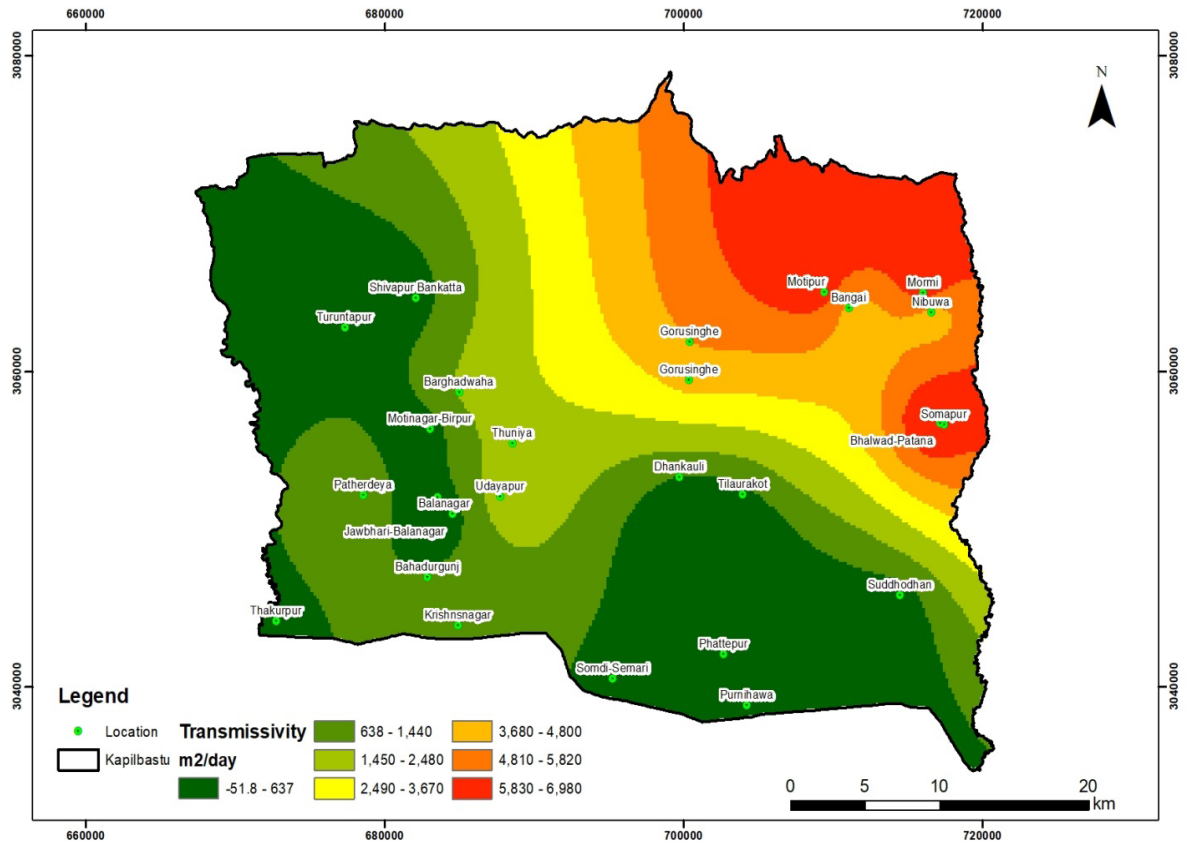 660000 680000 700000 720000
3080000 3080000
N
Shivapur Bankatta
Turuntapur
Motipur
Mormi
Bangai
Nibuwa
Gorusinghe
3060000 3060000
Gorusinghe
Barghadwaha
Motinagar-Birpur
Thuniya
Somapur
Bhalwad-Patana
Dhankauli
Patherdeya
Udayapur
Tilaurakot
Balanagar
Jawbhari-Balanagar
Bahadurgunj
Suddhodhan
Thakurpur
Krishnsnagar
Phattepur
Somdi-Semari
3040000 3040000
Purnihawa
Legend
Location
Kapilbastu
Transmissivity
m2/day
-51.8 - 637
638 - 1,440
1,450 - 2,480
2,490 - 3,670
3,680 - 4,800
4,810 - 5,820
5,830 - 6,980
0 5 10 20
km
660000 680000 700000 720000